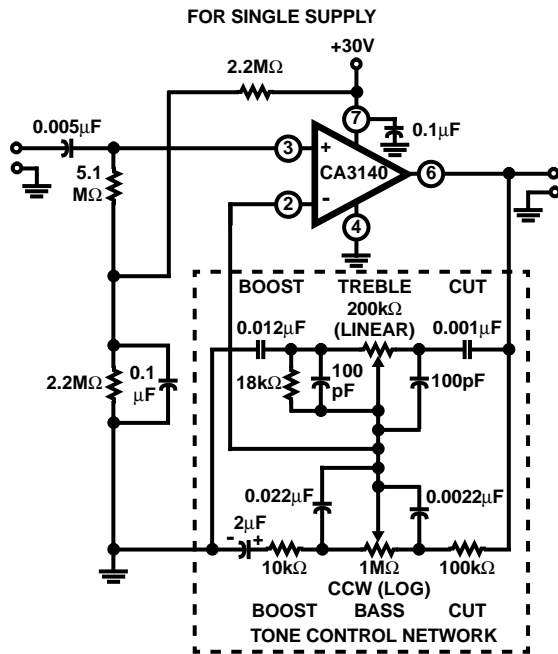 FOR SINGLE SUPPLY
+30V
2.2MΩ
7
0.005μF
0.1μF
3
+
5.1
MΩ
CA3140
6
2
-
4
BOOST
TREBLE
CUT
200kΩ
(LINEAR)
0.012μF
0.001μF
18kΩ
100
pF
100pF
2.2MΩ
0.1
μF
0.022μF
0.0022μF
2μF
- +
10kΩ
1MΩ
100kΩ
CCW (LOG)
BOOST
BASS
CUT
TONE CONTROL NETWORK